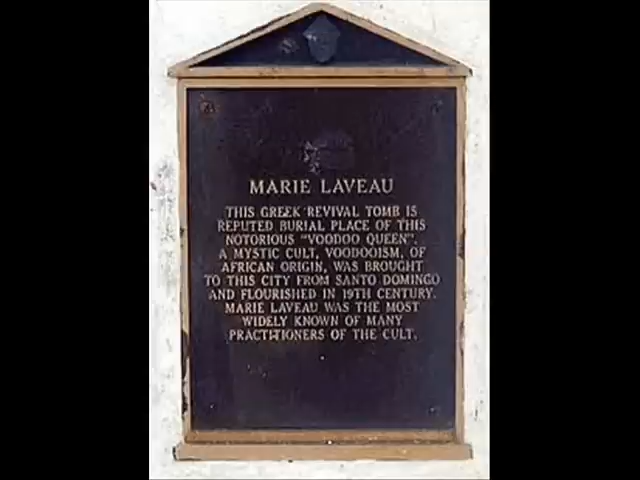 MARIE LAVEAU
THIS GREEK REVIVAL TOMB IS
REPUTED BURIAL PLACE OF THIS
NOTORIOUS "VOODOO QUEEN".
A MYSTIC CULT, VOODOOISM, OF
AFRICAN ORIGIN, WAS BROUGHT
TO THIS CITY FROM SANTO DOMINGO
AND FLOURISHED IN 19TH CENTURY.
MARIE LAVEAU WAS THE MOST
WIDELY KNOWN OF MANY
PRACTITIONERS OF THE CULT.